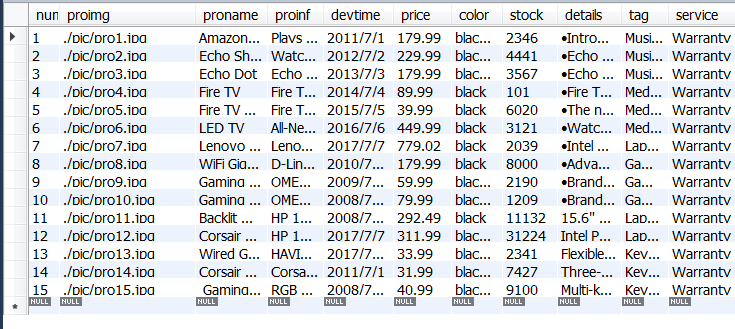 num proimg proname proinf devtime price color stock details tag service
1 ./pic/pro1.jpg Amazon... Plays ... 2011/7/1 179.99 blac... 2346 •Intro... Musi... Warranty
2 ./pic/pro2.jpg Echo Sh... Watc... 2012/7/2 229.99 blac... 4441 •Echo ... Musi... Warranty
3 ./pic/pro3.jpg Echo Dot Echo ... 2013/7/3 179.99 blac... 3567 •Echo ... Musi... Warranty
4 ./pic/pro4.jpg Fire TV Fire T... 2014/7/4 89.99 black 101 •Fire T... Med... Warranty
5 ./pic/pro5.jpg Fire TV Fire T... 2015/7/5 39.99 black 6020 •The n... Med... Warranty
6 ./pic/pro6.jpg LED TV All-Ne... 2016/7/6 449.99 black 3121 •Watc... Med... Warranty
7 ./pic/pro7.jpg Lenovo ... Leno... 2017/7/7 779.02 black 2039 •Intel ... Lap... Warranty
8 ./pic/pro8.jpg WiFi Gig... D-Lin... 2010/7... 179.99 black 8000 •Adva... Ga... Warranty
9 ./pic/pro9.jpg Gaming ... OME... 2009/7... 59.99 blac... 2190 •Brand... Ga... Warranty
10 ./pic/pro10.jpg Gaming ... OME... 2008/7... 79.99 blac... 1209 •Brand... Ga... Warranty
11 ./pic/pro11.jpg Backlit ... HP 1... 2008/7... 292.49 black 11132 15.6" ... Lap... Warranty
12 ./pic/pro12.jpg Corsair ... HP 1... 2017/7/7 311.99 blac... 31224 Intel P... Lap... Warranty
13 ./pic/pro13.jpg Wired G... HAVI... 2017/7... 33.99 blac... 2341 Flexible... Key... Warranty
14 ./pic/pro14.jpg Corsair ... Corsa... 2011/7/1 31.99 blac... 7427 Three-... Key... Warranty
15 ./pic/pro15.jpg Gaming... RGB ... 2008/7... 40.99 blac... 9100 Multi-k... Key... Warranty
NULL NULL NULL NULL NULL NULL NULL NULL NULL NULL NULL